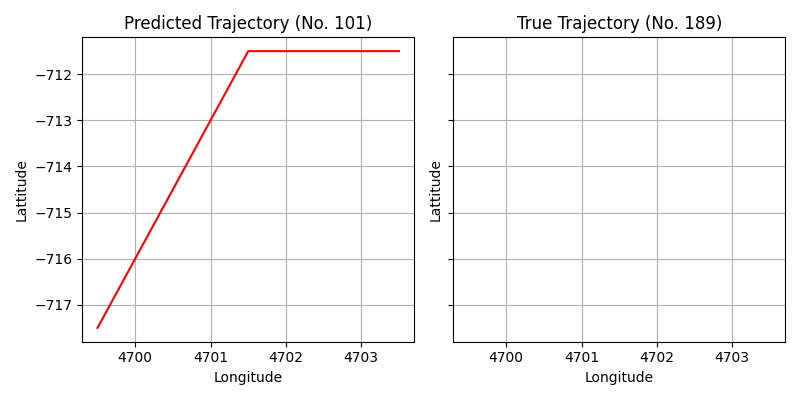 Predicted Trajectory (No. 101)
True Trajectory (No. 189)
Lattitude
−712
−713
−714
−715
−716
−717
4700
4701
4702
4703
Longitude
Lattitude
4700
4701
4702
4703
Longitude